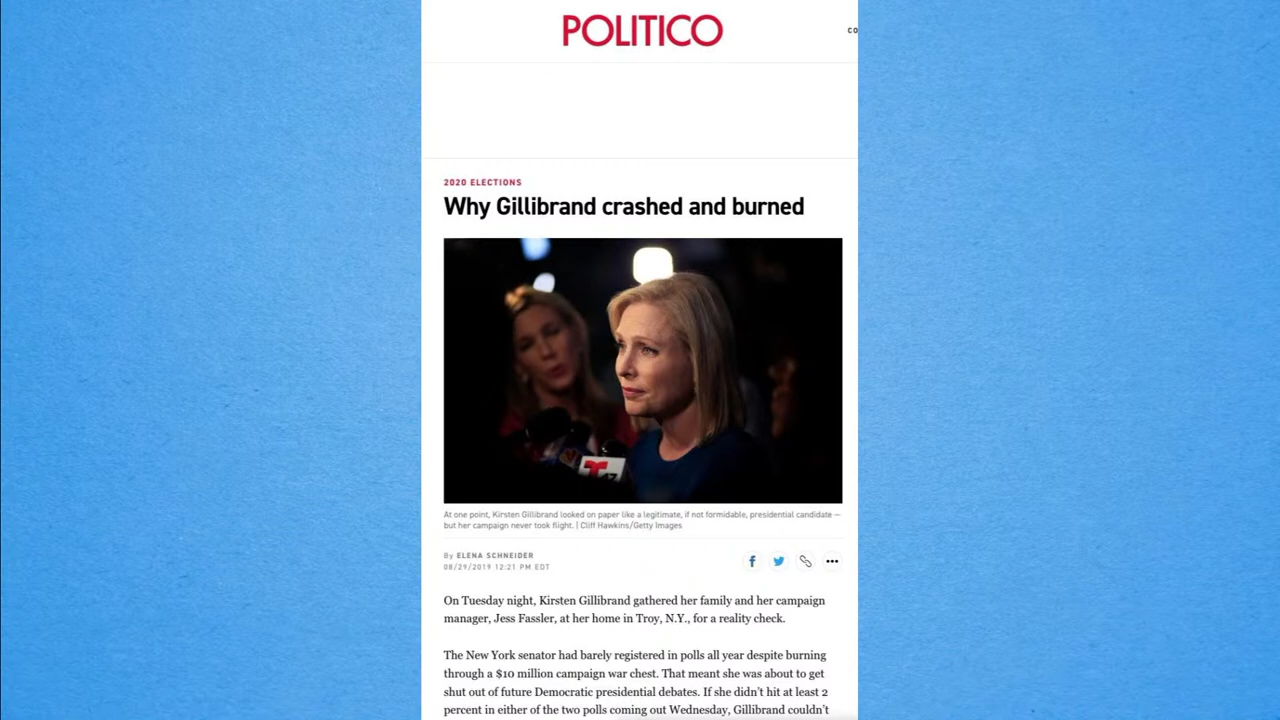 POLITICO
CO
2020 ELECTIONS
Why Gillibrand crashed and burned
At one point, Kirsten Gillibrand looked on paper like a legitimate, if not formidable, presidential candidate —
but her campaign never took flight. | Cliff Hawkins/Getty Images
By ELENA SCHNEIDER
08/29/2019 12:21 PM EDT
On Tuesday night, Kirsten Gillibrand gathered her family and her campaign
manager, Jess Fassler, at her home in Troy, N.Y., for a reality check.
The New York senator had barely registered in polls all year despite burning
through a $10 million campaign war chest. That meant she was about to get
shut out of future Democratic presidential debates. If she didn’t hit at least 2
percent in either of the two polls coming out Wednesday, Gillibrand couldn’t